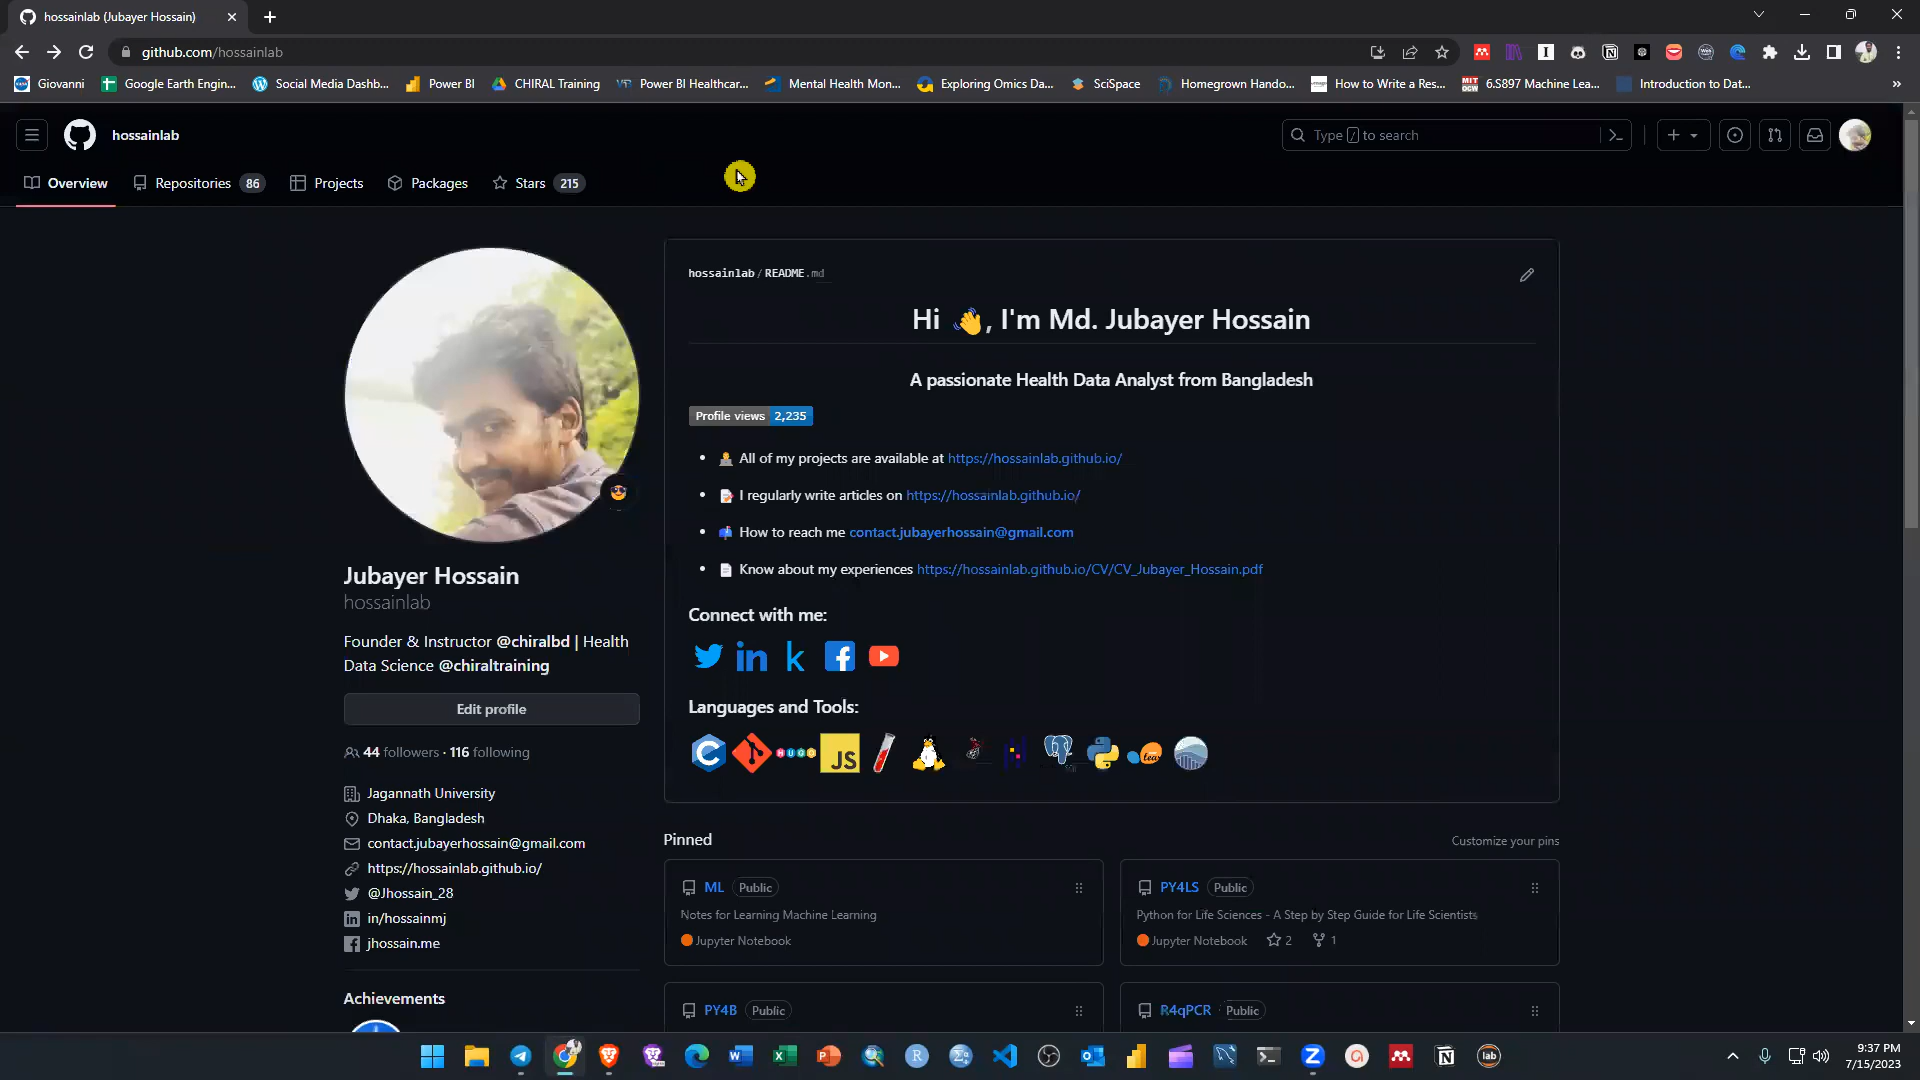 hossainlab (Jubayer Hossain)
github.com/hossainlab
Giovanni
Google Earth Engin...
Social Media Dashb...
Power BI
CHIRAL Training
Power BI Healthcar...
Mental Health Mon...
Exploring Omics Da...
SciSpace
Homegrown Hando...
How to Write a Res...
6.S897 Machine Lea...
Introduction to Dat...
hossainlab
Type / to search
Overview
Repositories 86
Projects
Packages
Stars 215
hossainlab / README.md
Hi 👋, I'm Md. Jubayer Hossain
A passionate Health Data Analyst from Bangladesh
Profile views 2,235
All of my projects are available at https://hossainlab.github.io/
I regularly write articles on https://hossainlab.github.io/
How to reach me contact.jubayerhossain@gmail.com
Know about my experiences https://hossainlab.github.io/CV/CV_Jubayer_Hossain.pdf
Connect with me:
Languages and Tools:
Jubayer Hossain
hossainlab
Founder & Instructor @chiralbd | Health
Data Science @chiraltraining
Edit profile
44 followers · 116 following
Jagannath University
Dhaka, Bangladesh
contact.jubayerhossain@gmail.com
https://hossainlab.github.io/
@Jhossain_28
in/hossainmj
jhossain.me
Achievements
Pinned
Customize your pins
ML Public
Notes for Learning Machine Learning
Jupyter Notebook
PY4LS Public
Python for Life Sciences - A Step by Step Guide for Life Scientists
Jupyter Notebook 2 1
PY4B Public
R4qPCR Public
9:37 PM
7/15/2023